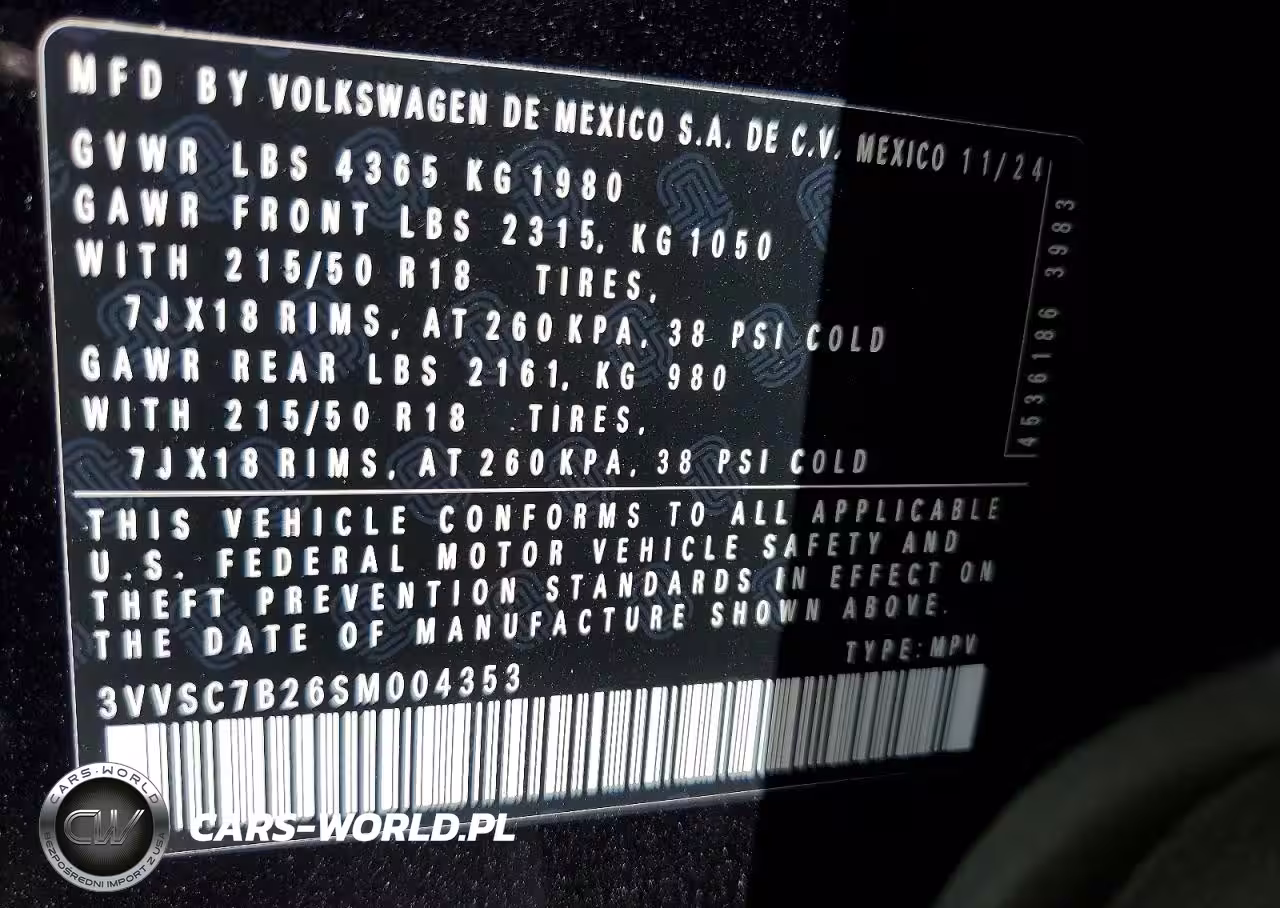 MFD BY VOLKSWAGEN DE MEXICO S.A. DE C.V. MEXICO 11/24
GVWR LBS 4365 KG 1980
GAWR FRONT LBS 2315, KG 1050
WITH 215/50 R18 TIRES,
7JX18 RIMS, AT 260 KPA, 38 PSI COLD
GAWR REAR LBS 2161, KG 980
WITH 215/50 R18 TIRES,
7JX18 RIMS, AT 260 KPA, 38 PSI COLD
4536186 3983
THIS VEHICLE CONFORMS TO ALL APPLICABLE
U.S. FEDERAL MOTOR VEHICLE SAFETY AND
THEFT PREVENTION STANDARDS IN EFFECT ON
THE DATE OF MANUFACTURE SHOWN ABOVE.
TYPE:MPV
3VVSC7B26SM004353
CARS-WORLD
CW
BEZPOŚREDNI IMPORT Z USA
CARS-WORLD.PL